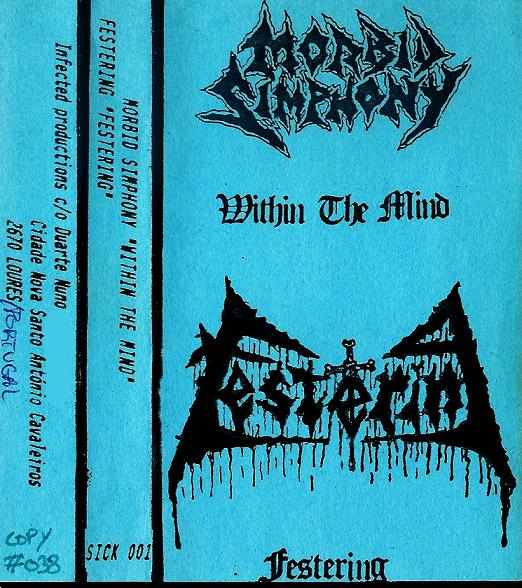 Infected productions c/o Duarte Nuno
Cidade Nova Santo António Cavaleiros
2670 LOURES/PORTUGAL
COPY
#038
MORBID SIMPHONY "WITHIN THE MIND"
FESTERING "FESTERING"
SICK 001
MORBID
SIMPHONY
Within The Mind
Festering
Festering